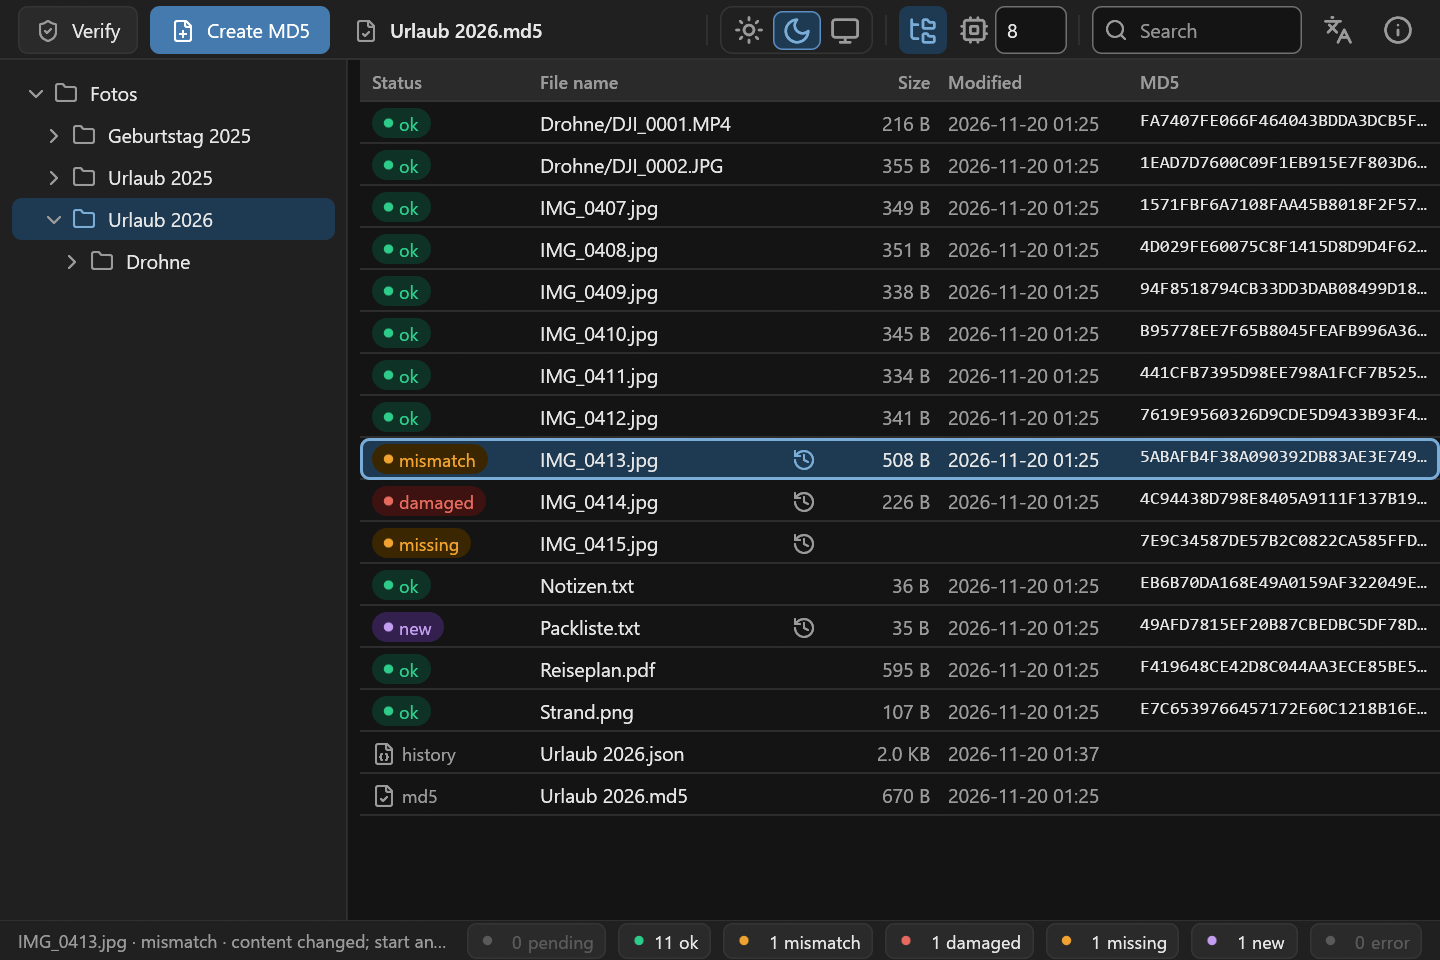 Verify
Create MD5
Urlaub 2026.md5
8
Search
Fotos
Geburtstag 2025
Urlaub 2025
Urlaub 2026
Drohne
Status File name Size Modified MD5
ok Drohne/DJI_0001.MP4 216 B 2026-11-20 01:25 FA7407FE066F464043BDDA3DCB5F…
ok Drohne/DJI_0002.JPG 355 B 2026-11-20 01:25 1EAD7D7600C09F1EB915E7F803D6…
ok IMG_0407.jpg 349 B 2026-11-20 01:25 1571FBF6A7108FAA45B8018F2F57…
ok IMG_0408.jpg 351 B 2026-11-20 01:25 4D029FE60075C8F1415D8D9D4F62…
ok IMG_0409.jpg 338 B 2026-11-20 01:25 94F8518794CB33DD3DAB08499D18…
ok IMG_0410.jpg 345 B 2026-11-20 01:25 B95778EE7F65B8045FEAFB996A36…
ok IMG_0411.jpg 334 B 2026-11-20 01:25 441CFB7395D98EE798A1FCF7B525…
ok IMG_0412.jpg 341 B 2026-11-20 01:25 7619E9560326D9CDE5D9433B93F4…
mismatch IMG_0413.jpg 508 B 2026-11-20 01:25 5ABAFB4F38A090392DB83AE3E749…
damaged IMG_0414.jpg 226 B 2026-11-20 01:25 4C94438D798E8405A9111F137B19…
missing IMG_0415.jpg 7E9C34587DE57B2C0822CA585FFD…
ok Notizen.txt 36 B 2026-11-20 01:25 EB6B70DA168E49A0159AF322049E…
new Packliste.txt 35 B 2026-11-20 01:25 49AFD7815EF20B87CBEDBC5DF78D…
ok Reiseplan.pdf 595 B 2026-11-20 01:25 F419648CE42D8C044AA3ECE85BE5…
ok Strand.png 107 B 2026-11-20 01:25 E7C6539766457172E60C1218B16E…
history Urlaub 2026.json 2.0 KB 2026-11-20 01:37
md5 Urlaub 2026.md5 670 B 2026-11-20 01:25
IMG_0413.jpg · mismatch · content changed; start an…
0 pending
11 ok
1 mismatch
1 damaged
1 missing
1 new
0 error